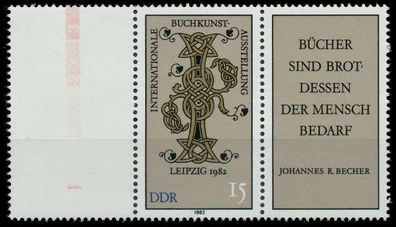 INTERNATIONALE
BUCHKUNST-
AUSSTELLUNG
LEIPZIG 1982
DDR 15
1982
BÜCHER
SIND BROT·
DESSEN
DER MENSCH
BEDARF
JOHANNES R. BECHER